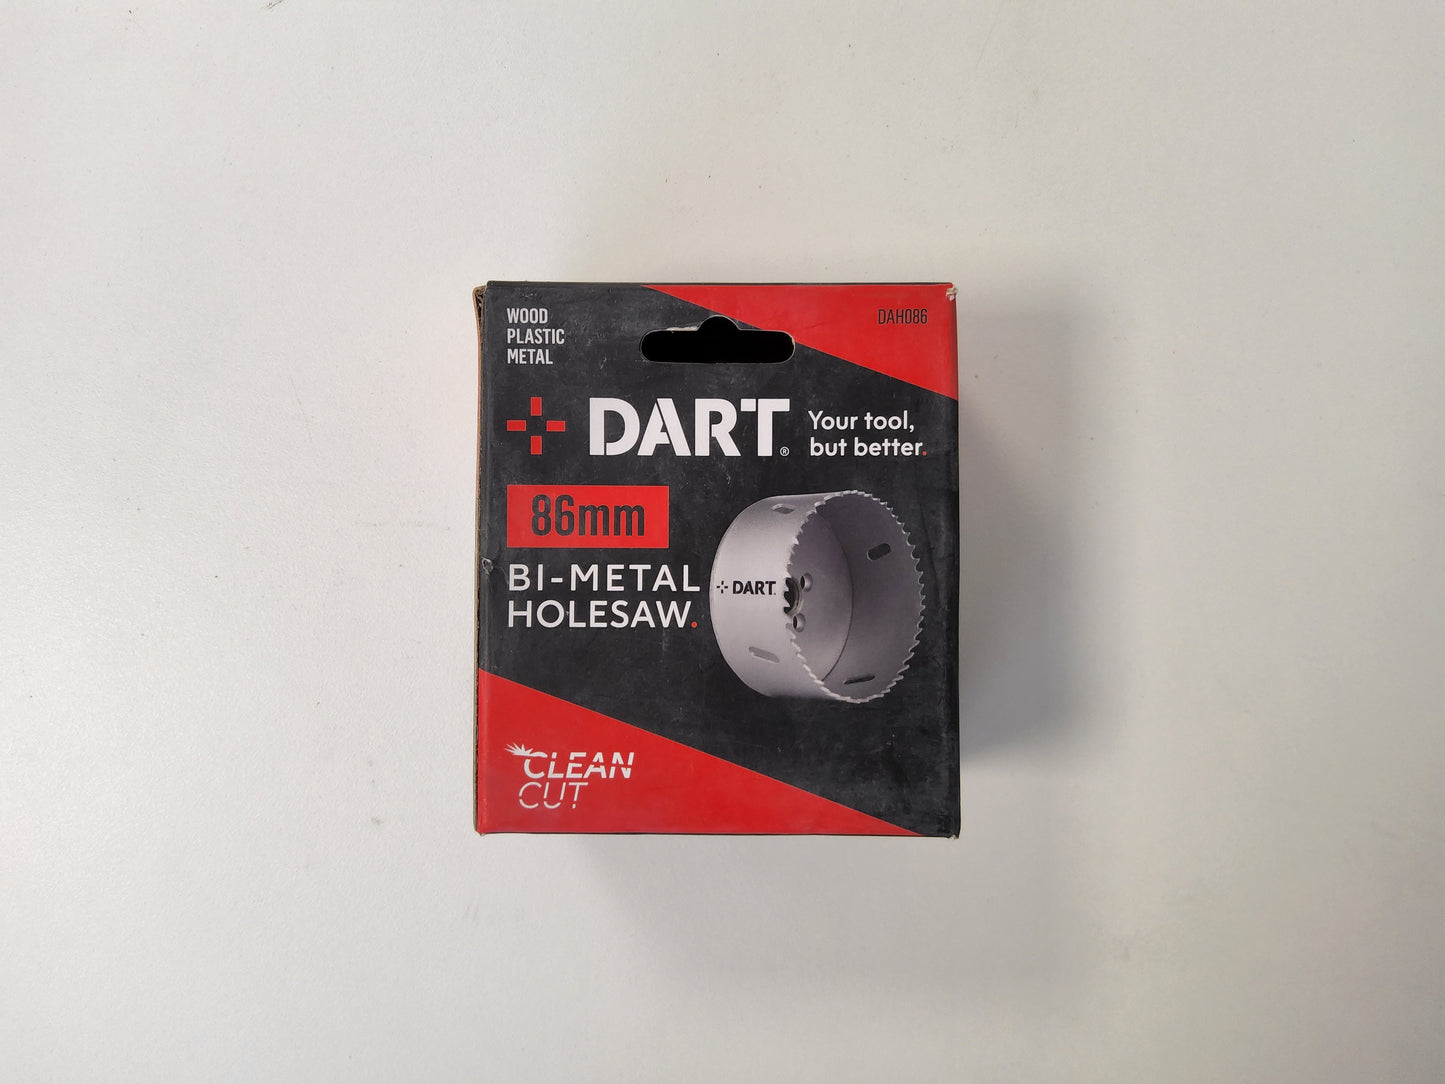 WOOD
PLASTIC
METAL
DAH086
DART®
Your tool,
but better.
86mm
BI-METAL
HOLESAW.
DART
CLEAN
CUT